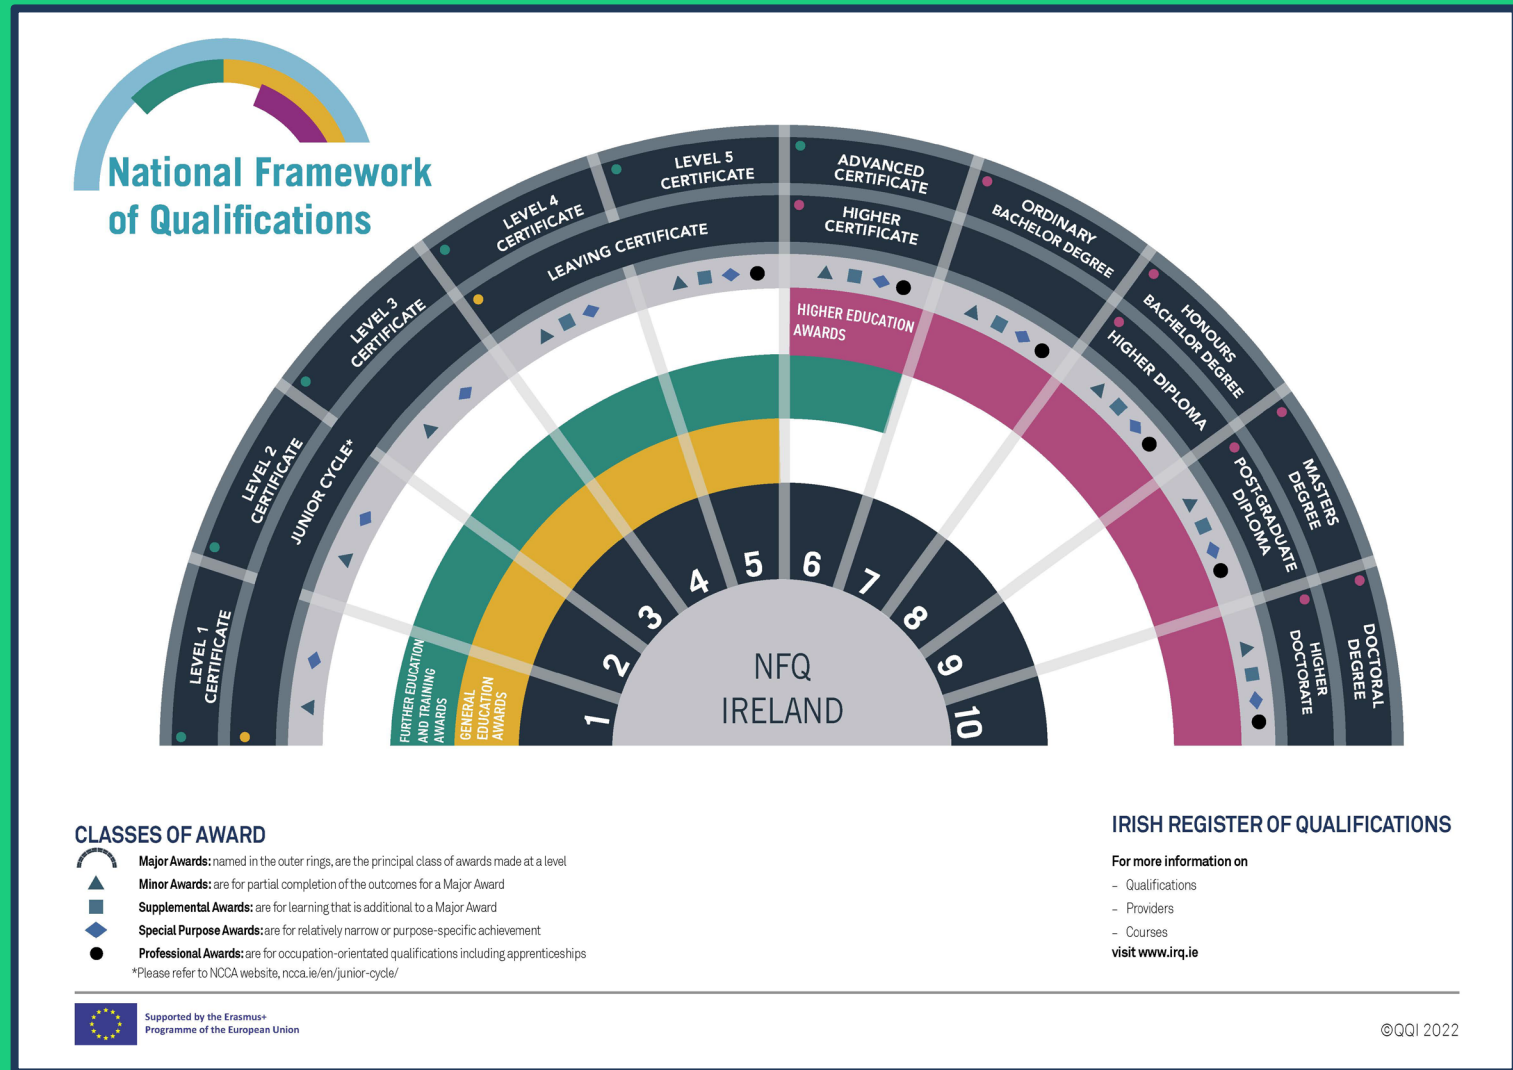 National Framework
of Qualifications
LEVEL 1
CERTIFICATE
LEVEL 2
CERTIFICATE
LEVEL 3
CERTIFICATE
LEVEL 4
CERTIFICATE
LEVEL 5
CERTIFICATE
ADVANCED
CERTIFICATE
ORDINARY
BACHELOR DEGREE
HONOURS
BACHELOR DEGREE
MASTERS
DEGREE
DOCTORAL
DEGREE
JUNIOR CYCLE*
LEAVING CERTIFICATE
HIGHER
CERTIFICATE
HIGHER DIPLOMA
POST-GRADUATE
DIPLOMA
HIGHER
DOCTORATE
HIGHER EDUCATION
AWARDS
FURTHER EDUCATION
AND TRAINING
AWARDS
GENERAL
EDUCATION
AWARDS
1
2
3
4
5
6
7
8
9
10
NFQ
IRELAND
CLASSES OF AWARD
Major Awards: named in the outer rings, are the principal class of awards made at a level
Minor Awards: are for partial completion of the outcomes for a Major Award
Supplemental Awards: are for learning that is additional to a Major Award
Special Purpose Awards: are for relatively narrow or purpose-specific achievement
Professional Awards: are for occupation-orientated qualifications including apprenticeships
*Please refer to NCCA website, ncca.ie/en/junior-cycle/
IRISH REGISTER OF QUALIFICATIONS
For more information on
– Qualifications
– Providers
– Courses
visit www.irq.ie
Supported by the Erasmus+
Programme of the European Union
©QQI 2022